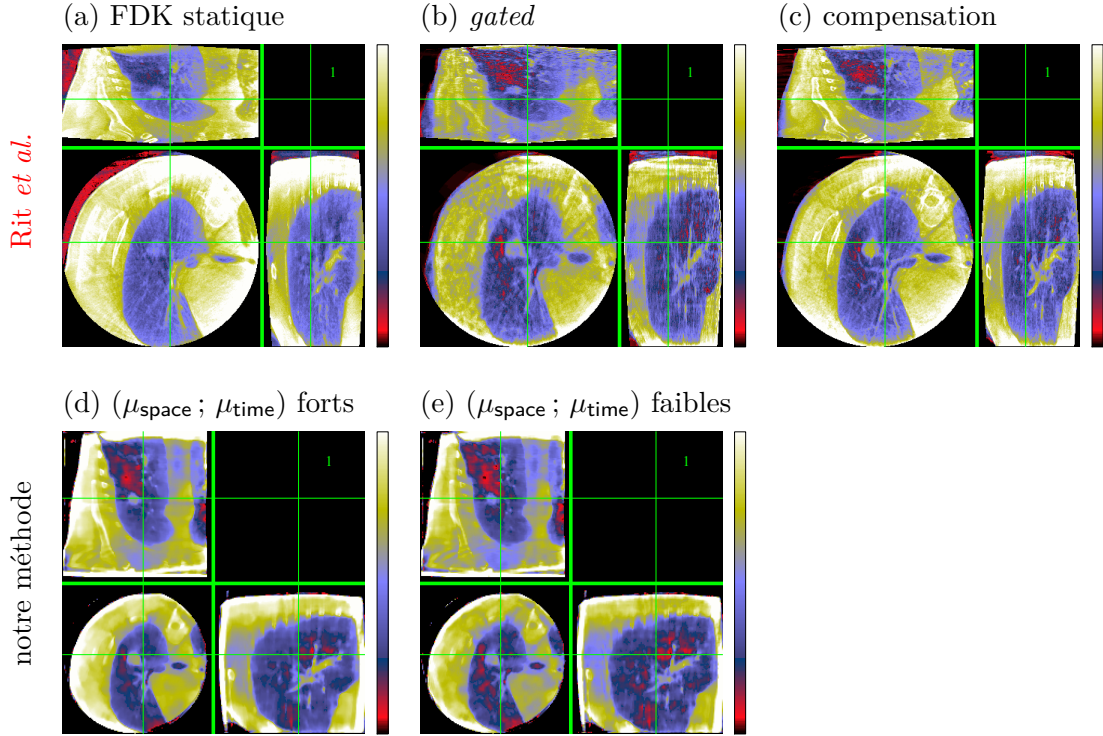 (a) FDK statique
(b) gated
(c) compensation
Rit et al.
1
1
1
(d) (μspace ; μtime) forts
(e) (μspace ; μtime) faibles
notre méthode
1
1